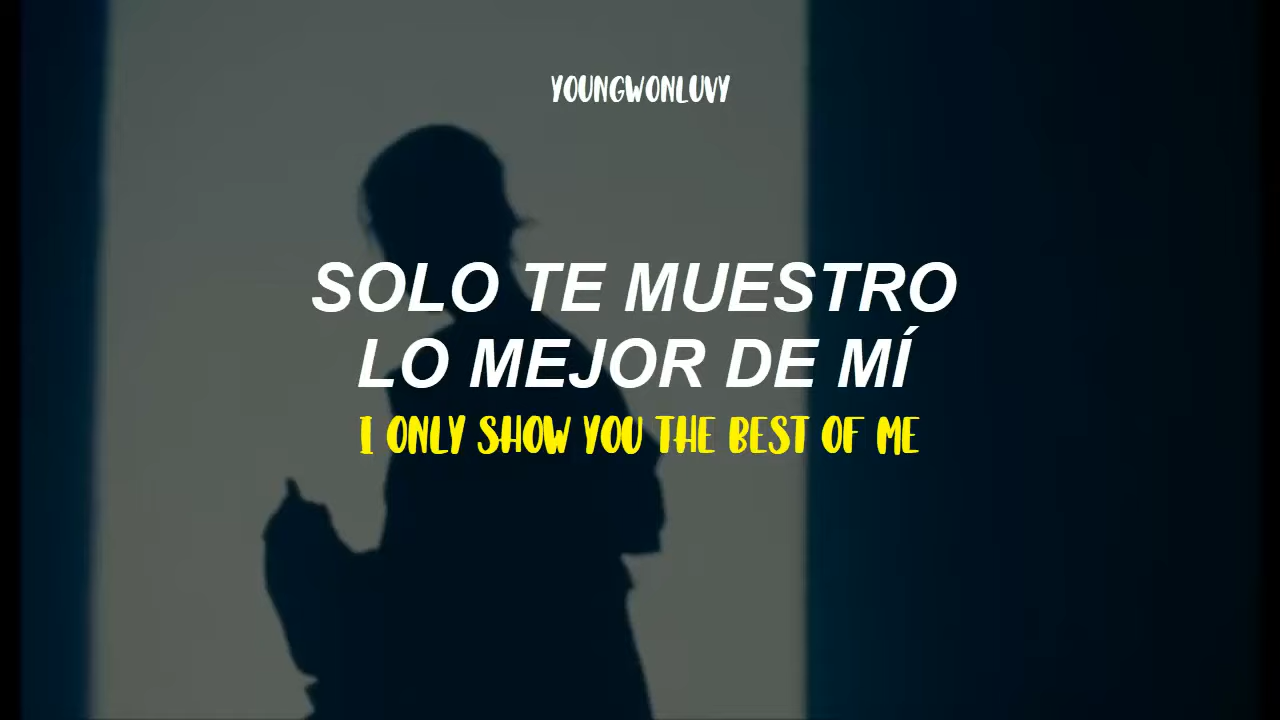 YOUNGWONLUVY
SOLO TE MUESTRO
LO MEJOR DE MÍ
I ONLY SHOW YOU THE BEST OF ME